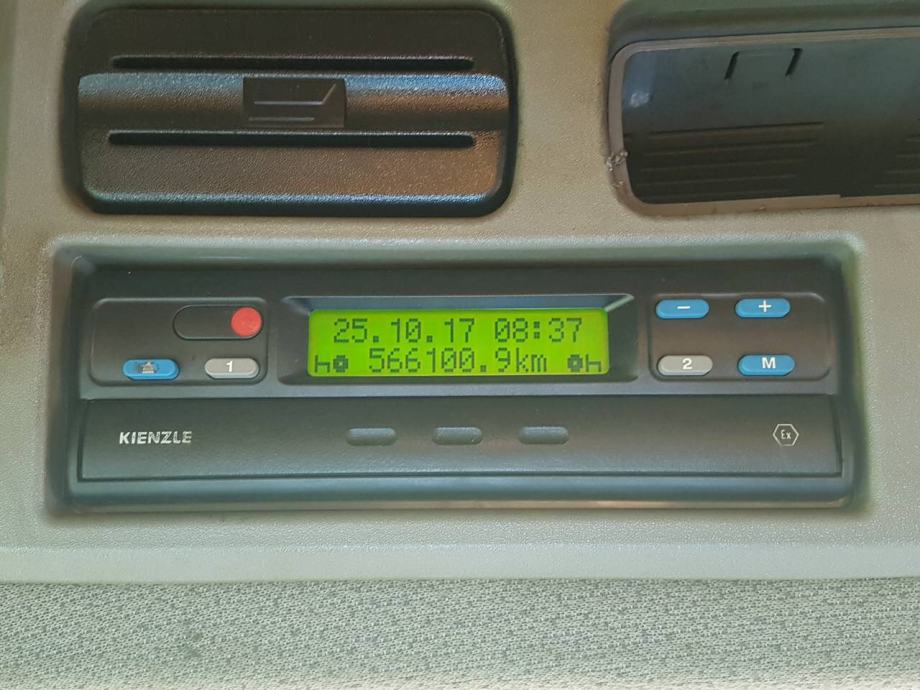 25.10.17 08:37
566100.9km
1
− +
2 M
KIENZLE
Ex